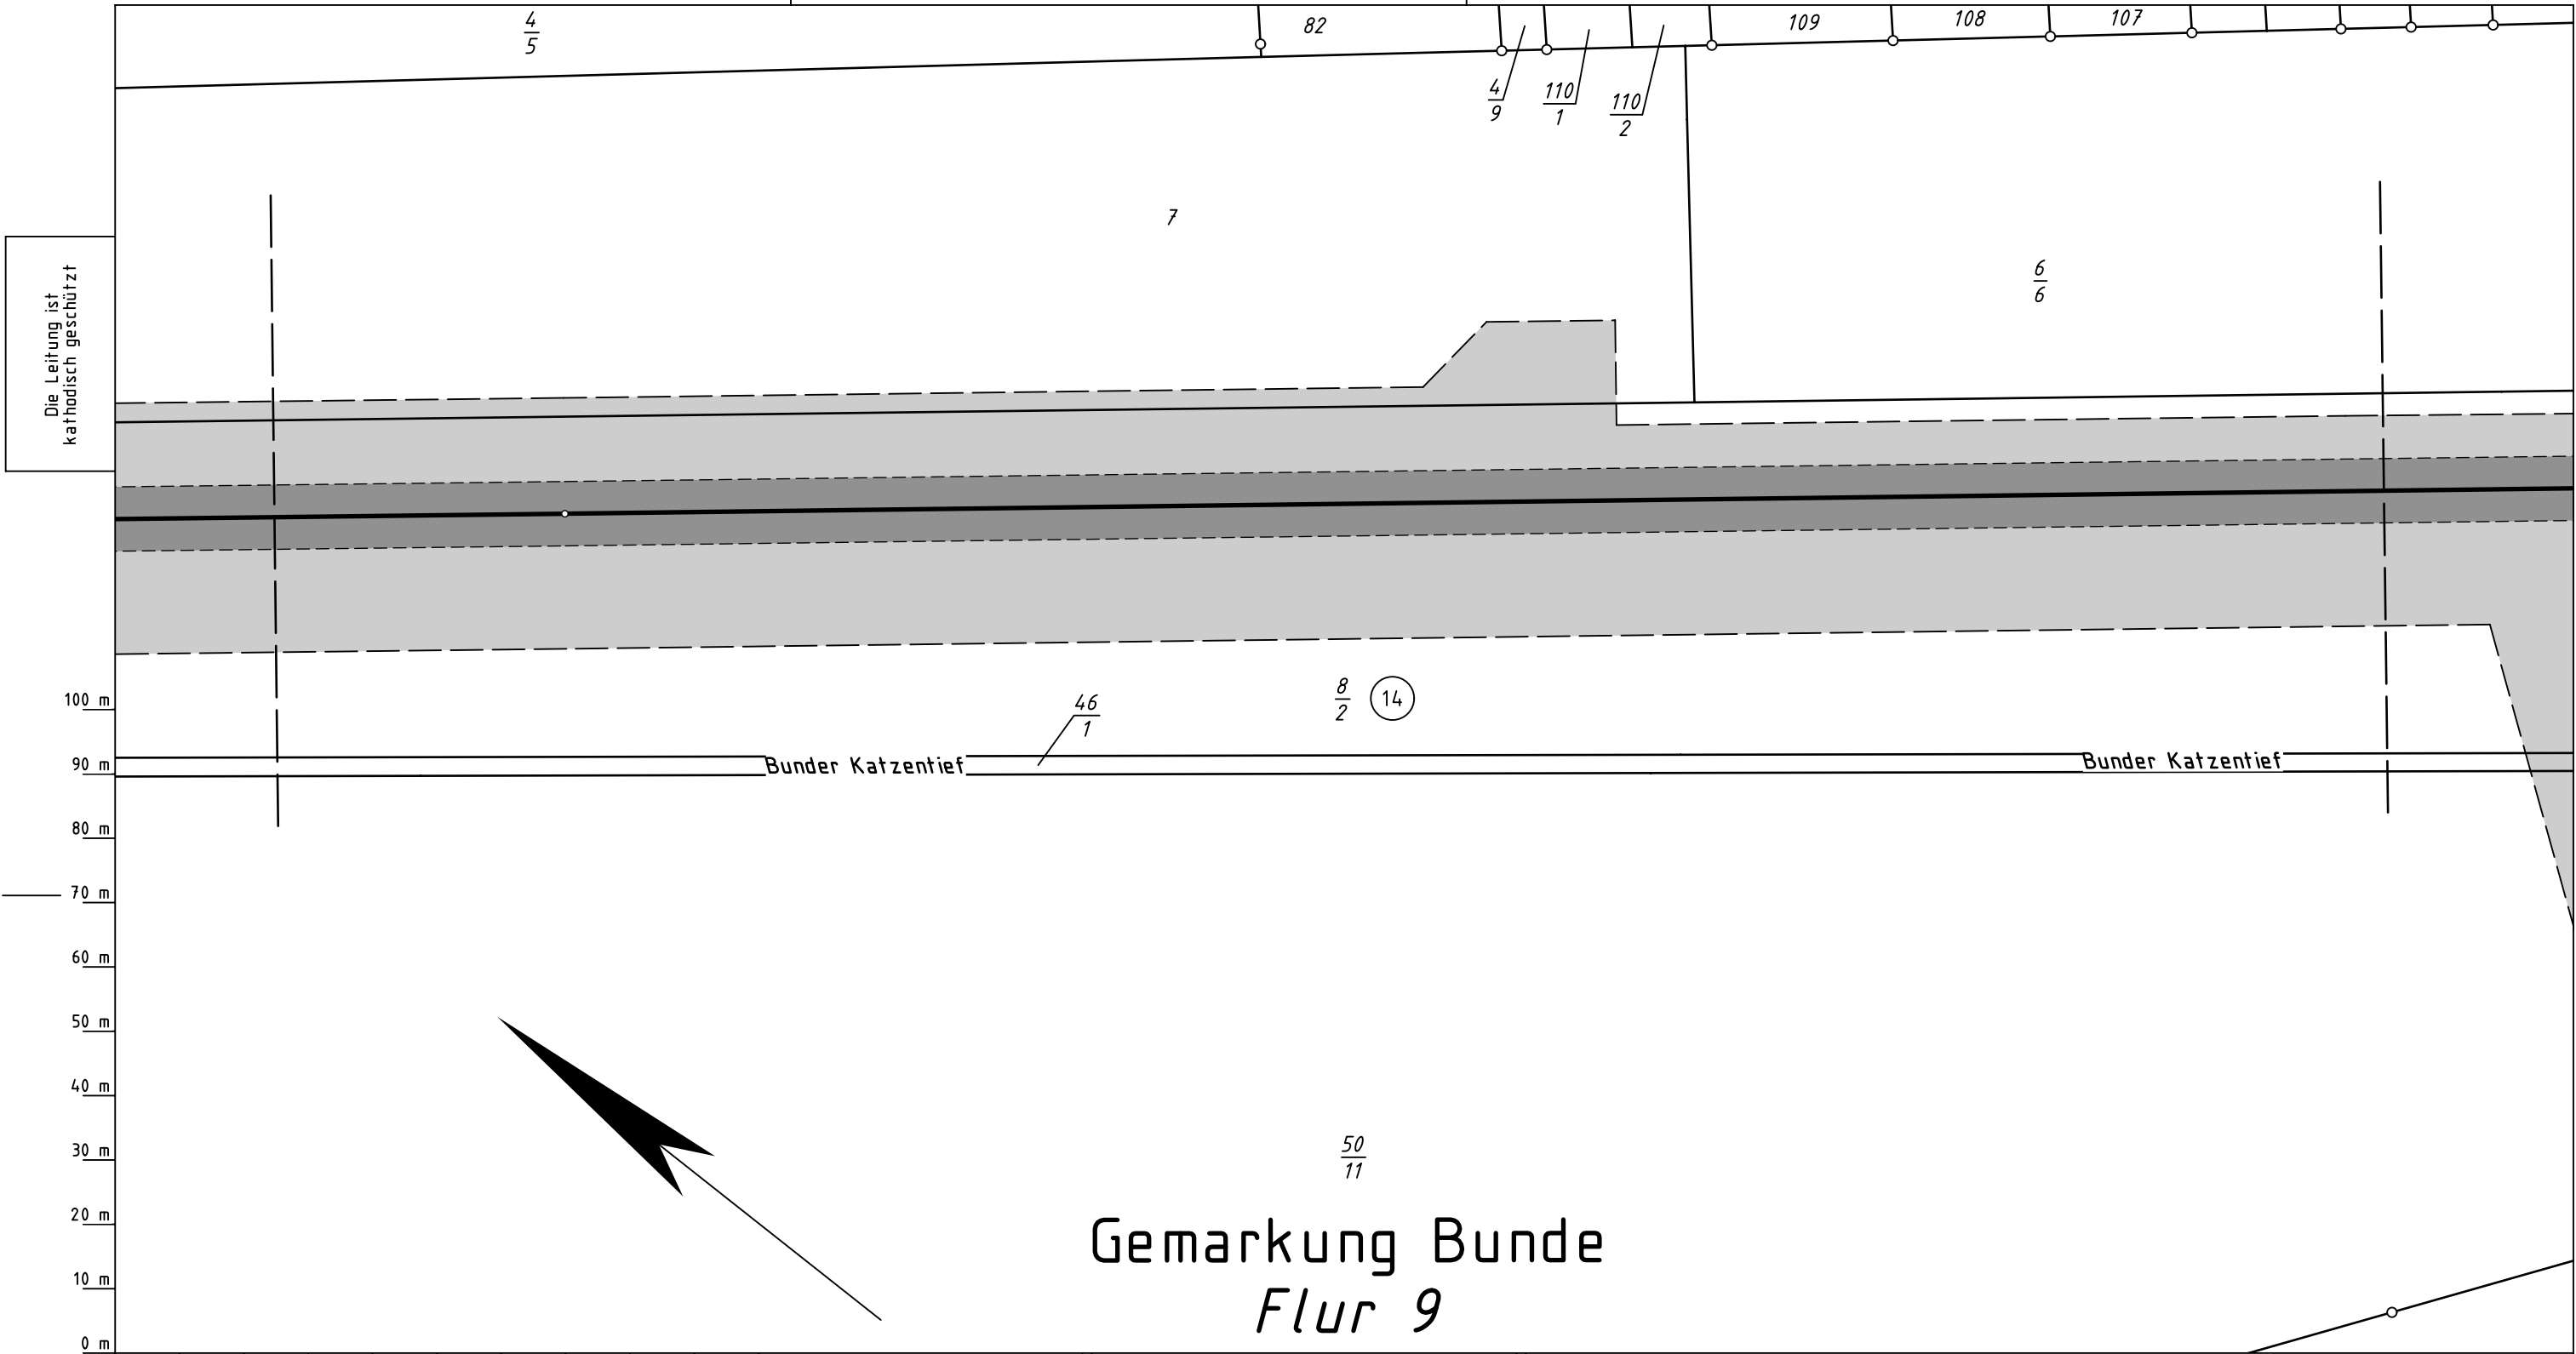 4
5
82
109
108
107
4
9
110
1
110
2
7
6
6
Die Leitung ist
kathodisch geschützt
8
2
14
46
1
100 m
90 m
Bunder Katzentief
Bunder Katzentief
80 m
70 m
60 m
50 m
40 m
30 m
20 m
10 m
0 m
50
11
Gemarkung Bunde
Flur 9